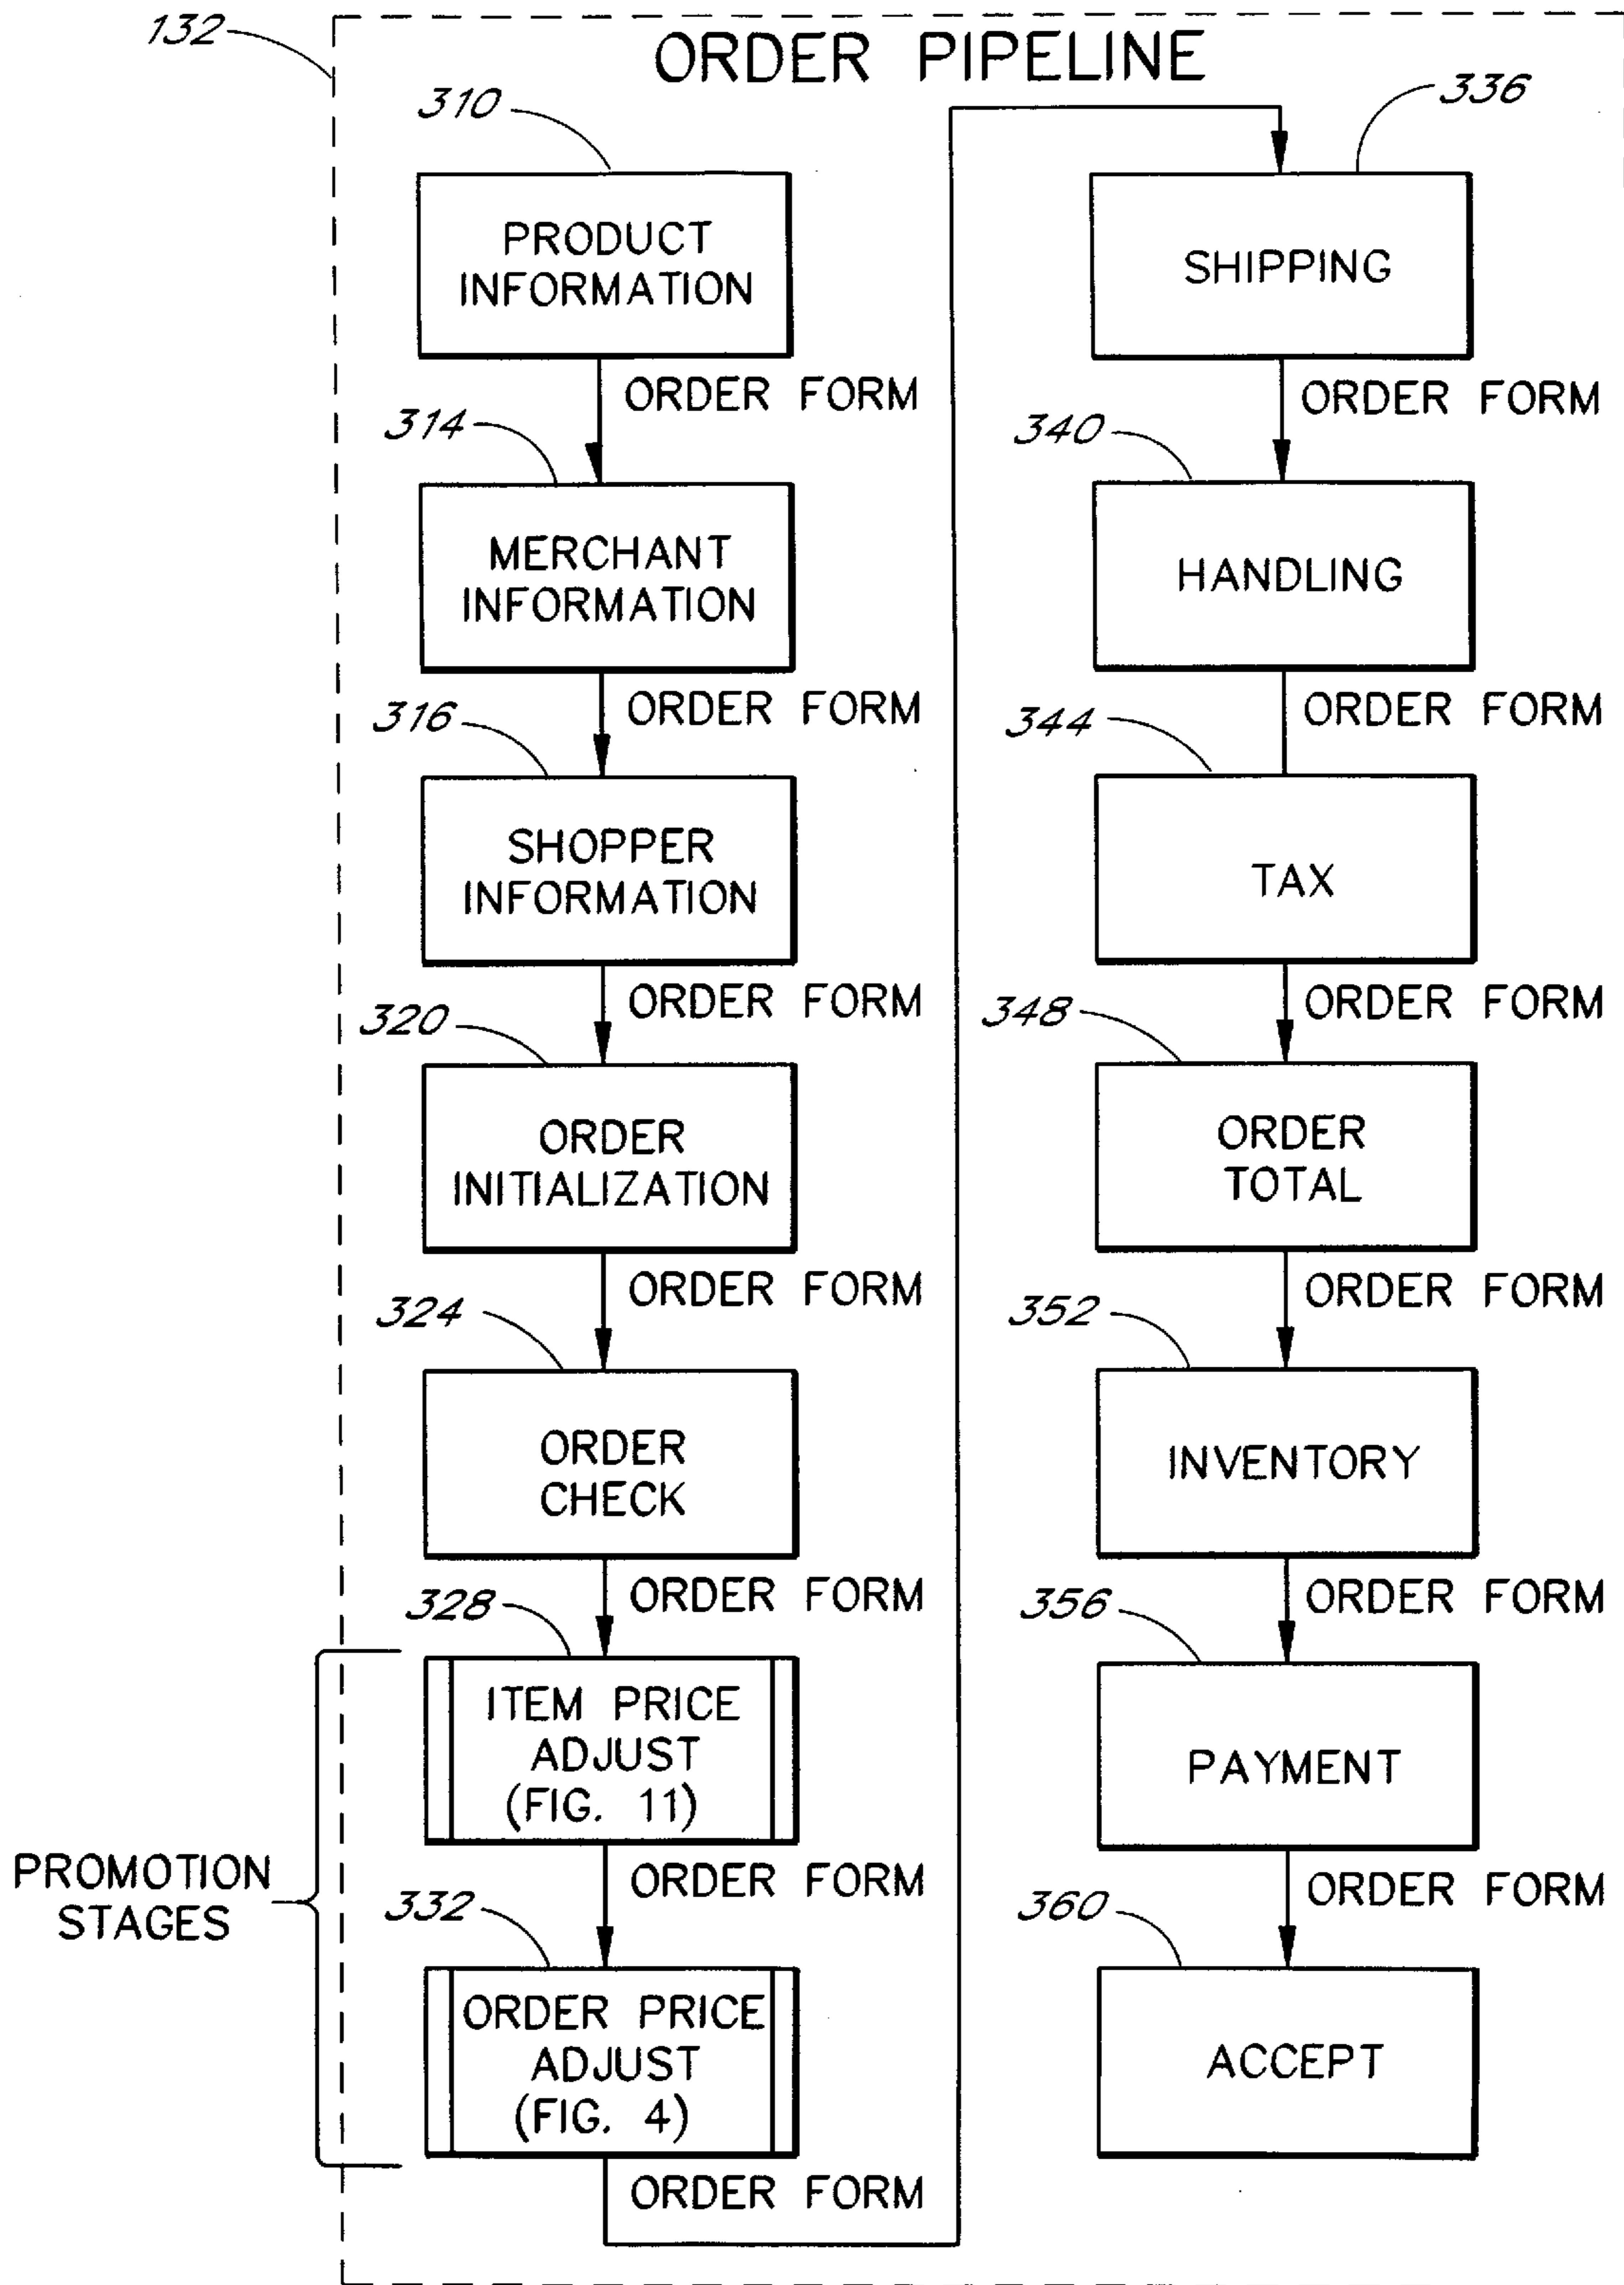 132
ORDER PIPELINE
310
PRODUCT
INFORMATION
ORDER FORM
314
MERCHANT
INFORMATION
ORDER FORM
316
SHOPPER
INFORMATION
ORDER FORM
320
ORDER
INITIALIZATION
ORDER FORM
324
ORDER
CHECK
ORDER FORM
PROMOTION
STAGES
328
ITEM PRICE
ADJUST
(FIG. 11)
ORDER FORM
332
ORDER PRICE
ADJUST
(FIG. 4)
ORDER FORM
336
SHIPPING
ORDER FORM
340
HANDLING
ORDER FORM
344
TAX
ORDER FORM
348
ORDER
TOTAL
ORDER FORM
352
INVENTORY
ORDER FORM
356
PAYMENT
ORDER FORM
360
ACCEPT